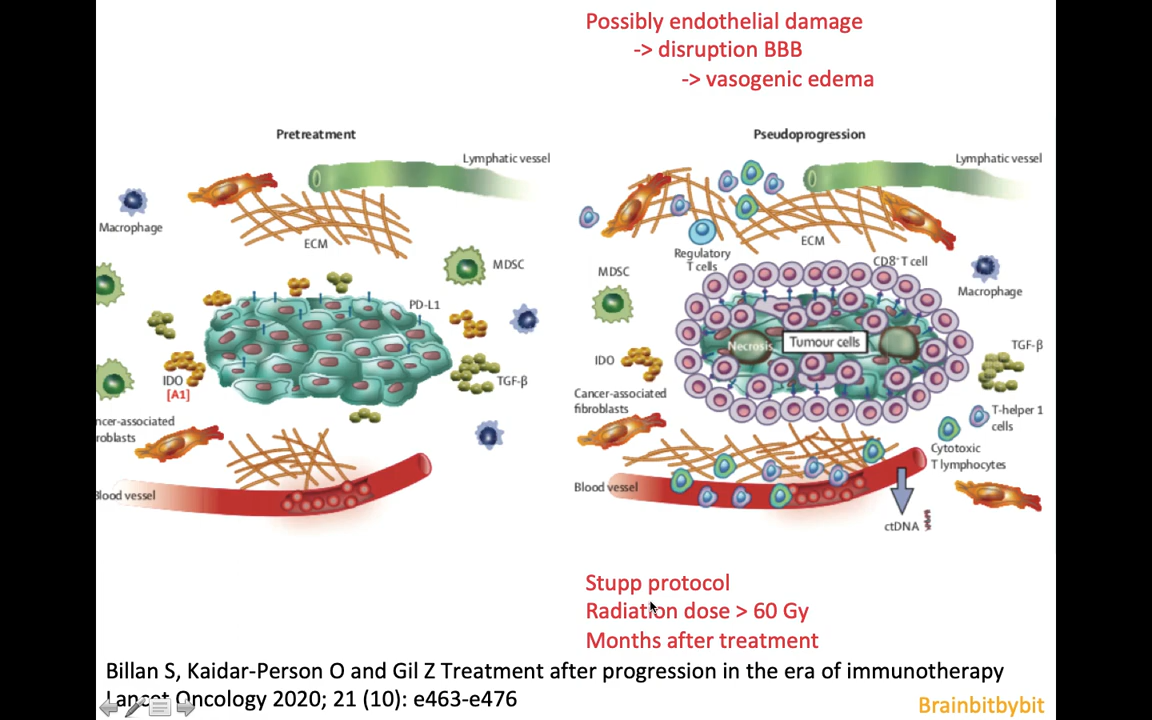 Possibly endothelial damage
-> disruption BBB
-> vasogenic edema
Pretreatment
Lymphatic vessel
Macrophage
ECM
MDSC
PD-L1
IDO
[A1]
TGF-β
ncer-associated
roblasts
Blood vessel
Pseudoprogression
Lymphatic vessel
Regulatory
T cells
ECM
CD8+ T cell
MDSC
Macrophage
Necrosis
Tumour cells
IDO
TGF-β
Cancer-associated
fibroblasts
T-helper 1
cells
Cytotoxic
T lymphocytes
Blood vessel
ctDNA
Stupp protocol
Radiation dose > 60 Gy
Months after treatment
Billan S, Kaidar-Person O and Gil Z Treatment after progression in the era of immunotherapy
Lancet Oncology 2020; 21 (10): e463-e476
Brainbitbybit